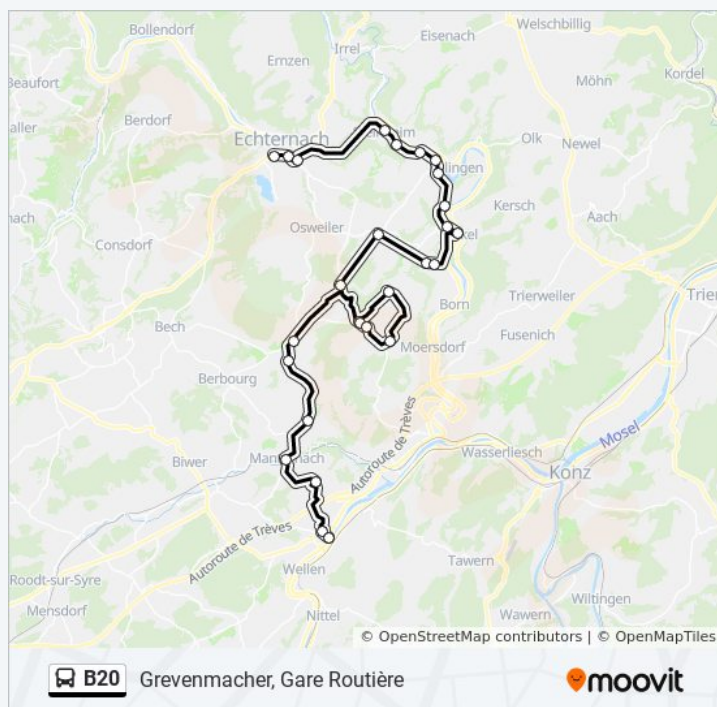 Bollendorf
Irrel
Eisenach
Welschbillig
Ernzen
Kordel
Beaufort
Möhn
Berdorf
Echternach
Olk
Newel
Kersch
Osweiler
Aach
Consdorf
Born
Trierweiler
Fusenich
Bech
Moersdorf
Berbourg
Autoroute de Trèves
Mosel
Wasserliesch
Biwer
Konz
Roodt-sur-Syre
Autoroute de Trèves
Tawern
Wellen
Mensdorf
Nittel
Wiltingen
Wawern
© OpenStreetMap contributors | © OpenMapTiles
B20 Grevenmacher, Gare Routière
moovit